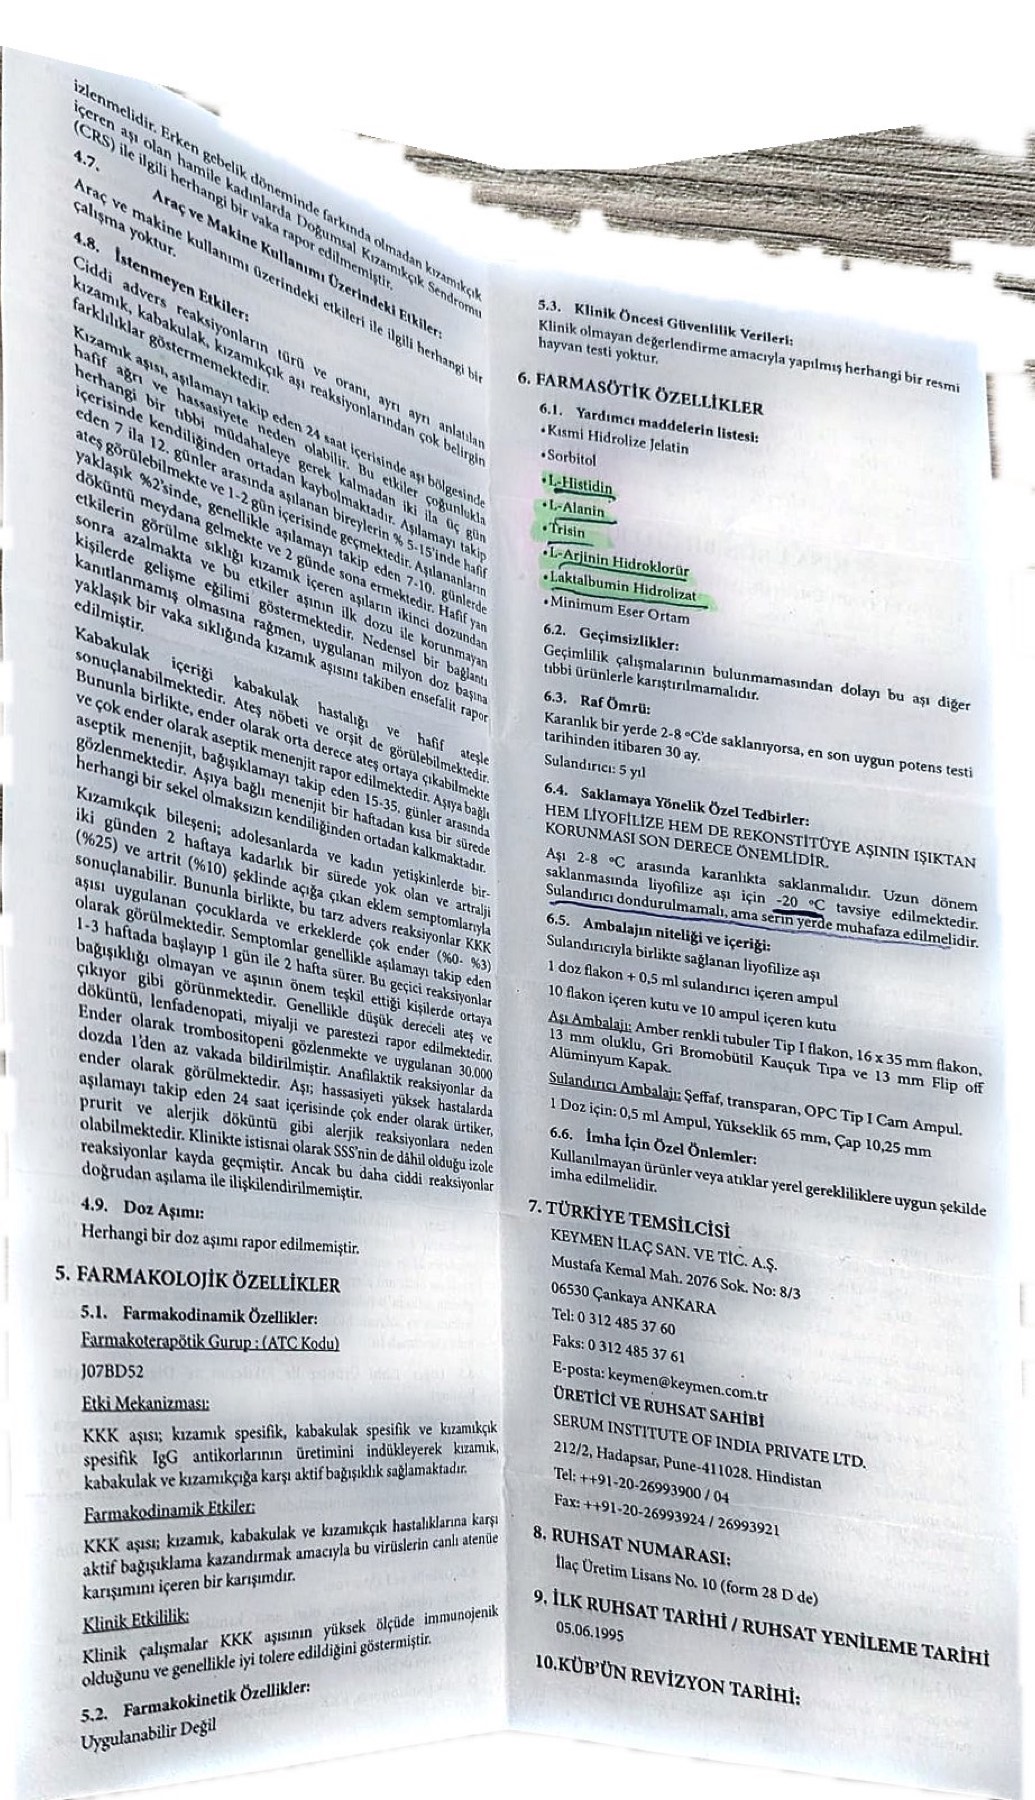 izlenmelidir. Erken gebelik döneminde farkında olmadan kızamıkçık
içeren aşı olan hamile kadınlarda Doğumsal Kızamıkçık Sendromu
(CRS) ile ilgili herhangi bir vaka rapor edilmemiştir.
4.7. Araç ve Makine Kullanımı Üzerindeki Etkiler:
Araç ve makine kullanımı üzerindeki etkileri ile ilgili herhangi bir
çalışma yoktur.
4.8. İstenmeyen Etkiler:
Ciddi advers reaksiyonların türü ve oranı, ayrı ayrı anlatılan
kızamık, kabakulak, kızamıkçık aşı reaksiyonlarından çok belirgin
farklılıklar göstermemektedir.
Kızamık aşısı, aşılamayı takip eden 24 saat içerisinde aşı bölgesinde
hafif ağrı ve hassasiyete neden olabilir. Bu etkiler çoğunlukla
herhangi bir tıbbi müdahaleye gerek kalmadan iki ila üç gün
içerisinde kendiliğinden ortadan kaybolmaktadır. Aşılamayı takip
eden 7 ila 12. günler arasında aşılanan bireylerin % 5-15'inde hafif
ateş görülebilmekte ve 1-2 gün içerisinde geçmektedir. Aşılananların
yaklaşık %2'sinde, genellikle aşılamayı takip eden 7-10. günlerde
döküntü meydana gelmekte ve 2 günde sona ermektedir. Hafif yan
etkilerin görülme sıklığı kızamık içeren aşıların ikinci dozundan
sonra azalmakta ve bu etkiler aşının ilk dozu ile korunmayan
kişilerde gelişme eğilimi göstermektedir. Nedensel bir bağlantı
kanıtlanmamış olmasına rağmen, uygulanan milyon doz başına
yaklaşık bir vaka sıklığında kızamık aşısını takiben ensefalit rapor
edilmiştir.
Kabakulak içeriği kabakulak hastalığı ve hafif ateşle
sonuçlanabilmektedir. Ateş nöbeti ve orşit de görülebilmektedir.
Bununla birlikte, ender olarak orta derece ateş ortaya çıkabilmekte
ve çok ender olarak aseptik menenjit rapor edilmektedir. Aşıya bağlı
aseptik menenjit, bağışıklamayı takip eden 15-35. günler arasında
gözlenmektedir. Aşıya bağlı menenjit bir haftadan kısa bir sürede
herhangi bir sekel olmaksızın kendiliğinden ortadan kalkmaktadır.
Kızamıkçık bileşeni; adolesanlarda ve kadın yetişkinlerde bir-
iki günden 2 haftaya kadarlık bir sürede yok olan ve artralji
(%25) ve artrit (%10) şeklinde açığa çıkan eklem semptomlarıyla
sonuçlanabilir. Bununla birlikte, bu tarz advers reaksiyonlar KKK
aşısı uygulanan çocuklarda ve erkeklerde çok ender (%0- %3)
olarak görülmektedir. Semptomlar genellikle aşılamayı takip eden
1-3 haftada başlayıp 1 gün ile 2 hafta sürer. Bu geçici reaksiyonlar
bağışıklığı olmayan ve aşının önem teşkil ettiği kişilerde ortaya
çıkıyor gibi görünmektedir. Genellikle düşük dereceli ateş ve
döküntü, lenfadenopati, miyalji ve parestezi rapor edilmektedir.
Ender olarak trombositopeni gözlenmekte ve uygulanan 30.000
dozda 1'den az vakada bildirilmiştir. Anafilaktik reaksiyonlar da
ender olarak görülmektedir. Aşı; hassasiyeti yüksek hastalarda
aşılamayı takip eden 24 saat içerisinde çok ender olarak ürtiker,
prurit ve alerjik döküntü gibi alerjik reaksiyonlara neden
olabilmektedir. Klinikte istisnai olarak SSS'nin de dâhil olduğu izole
reaksiyonlar kayda geçmiştir. Ancak bu daha ciddi reaksiyonlar
doğrudan aşılama ile ilişkilendirilmemiştir.
4.9. Doz Aşımı:
Herhangi bir doz aşımı rapor edilmemiştir.
5. FARMAKOLOJİK ÖZELLİKLER
5.1. Farmakodinamik Özellikler:
Farmakoterapötik Gurup : (ATC Kodu)
J07BD52
Etki Mekanizması:
KKK aşısı; kızamık spesifik, kabakulak spesifik ve kızamıkçık
spesifik IgG antikorlarının üretimini indükleyerek kızamık,
kabakulak ve kızamıkçığa karşı aktif bağışıklık sağlamaktadır.
Farmakodinamik Etkiler:
KKK aşısı; kızamık, kabakulak ve kızamıkçık hastalıklarına karşı
aktif bağışıklama kazandırmak amacıyla bu virüslerin canlı atenüe
karışımını içeren bir karışımdır.
Klinik Etkililik:
Klinik çalışmalar KKK aşısının yüksek ölçüde immunojenik
olduğunu ve genellikle iyi tolere edildiğini göstermiştir.
5.2. Farmakokinetik Özellikler:
Uygulanabilir Değil
5.3. Klinik Öncesi Güvenlilik Verileri:
Klinik olmayan değerlendirme amacıyla yapılmış herhangi bir resmi
hayvan testi yoktur.
6. FARMASÖTİK ÖZELLİKLER
6.1. Yardımcı maddelerin listesi:
•Kısmi Hidrolize Jelatin
•Sorbitol
•L-Histidin
•L-Alanin
•Trisin
•L-Arjinin Hidroklorür
•Laktalbumin Hidrolizat
•Minimum Eser Ortam
6.2. Geçimsizlikler:
Geçimlilik çalışmalarının bulunmamasından dolayı bu aşı diğer
tıbbi ürünlerle karıştırılmamalıdır.
6.3. Raf Ömrü:
Karanlık bir yerde 2-8 ºC'de saklanıyorsa, en son uygun potens testi
tarihinden itibaren 30 ay.
Sulandırıcı: 5 yıl
6.4. Saklamaya Yönelik Özel Tedbirler:
HEM LİYOFİLİZE HEM DE REKONSTİTÜYE AŞININ IŞIKTAN
KORUNMASI SON DERECE ÖNEMLİDİR.
Aşı 2-8 ºC arasında karanlıkta saklanmalıdır. Uzun dönem
saklanmasında liyofilize aşı için -20 ºC tavsiye edilmektedir.
Sulandırıcı dondurulmamalı, ama serin yerde muhafaza edilmelidir.
6.5. Ambalajın niteliği ve içeriği:
Sulandırıcıyla birlikte sağlanan liyofilize aşı
1 doz flakon + 0,5 ml sulandırıcı içeren ampul
10 flakon içeren kutu ve 10 ampul içeren kutu
Aşı Ambalajı: Amber renkli tubuler Tip I flakon, 16 x 35 mm flakon,
13 mm oluklu, Gri Bromobütil Kauçuk Tıpa ve 13 mm Flip off
Alüminyum Kapak.
Sulandırıcı Ambalajı: Şeffaf, transparan, OPC Tip I Cam Ampul.
1 Doz için: 0,5 ml Ampul, Yükseklik 65 mm, Çap 10,25 mm
6.6. İmha İçin Özel Önlemler:
Kullanılmayan ürünler veya atıklar yerel gerekliliklere uygun şekilde
imha edilmelidir.
7. TÜRKİYE TEMSİLCİSİ
KEYMEN İLAÇ SAN. VE TİC. A.Ş.
Mustafa Kemal Mah. 2076 Sok. No: 8/3
06530 Çankaya ANKARA
Tel: 0 312 485 37 60
Faks: 0 312 485 37 61
E-posta: keymen@keymen.com.tr
ÜRETİCİ VE RUHSAT SAHİBİ
SERUM INSTITUTE OF INDIA PRIVATE LTD.
212/2, Hadapsar, Pune-411028. Hindistan
Tel: ++91-20-26993900 / 04
Fax: ++91-20-26993924 / 26993921
8. RUHSAT NUMARASI:
İlaç Üretim Lisans No. 10 (form 28 D de)
9. İLK RUHSAT TARİHİ / RUHSAT YENİLEME TARİHİ
05.06.1995
10.KÜB'ÜN REVİZYON TARİHİ: